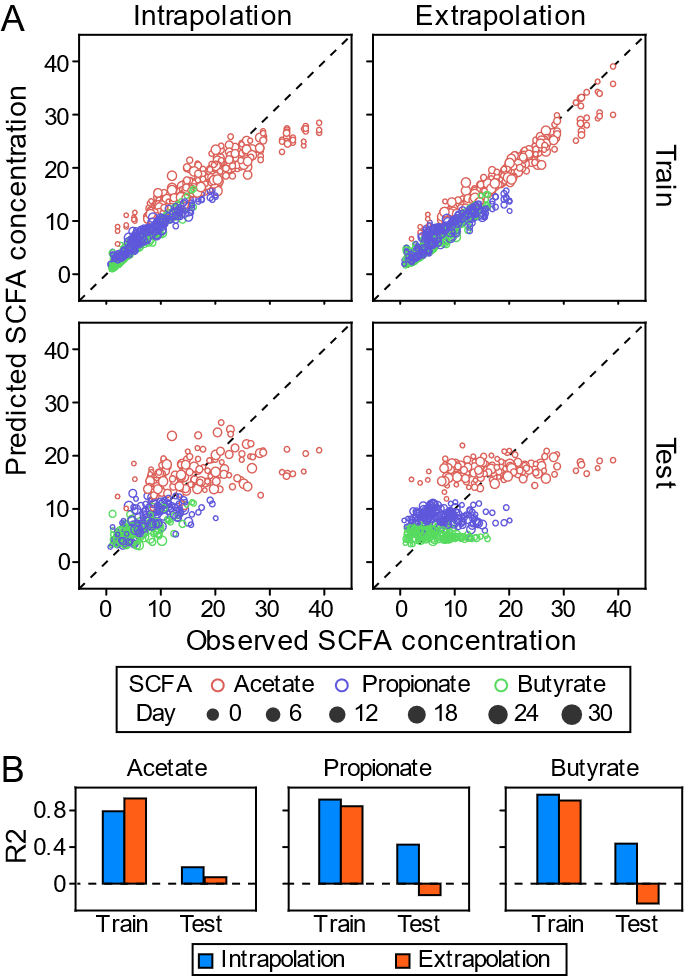 A
Intrapolation Extrapolation
Predicted SCFA concentration
40
30
20
10
0
Train
40
30
20
10
0
Test
0 10 20 30 40 0 10 20 30 40
Observed SCFA concentration
SCFA Acetate Propionate Butyrate
Day 0 6 12 18 24 30
B
Acetate Propionate Butyrate
R2
0.8
0.4
0
Train Test Train Test Train Test
Intrapolation Extrapolation